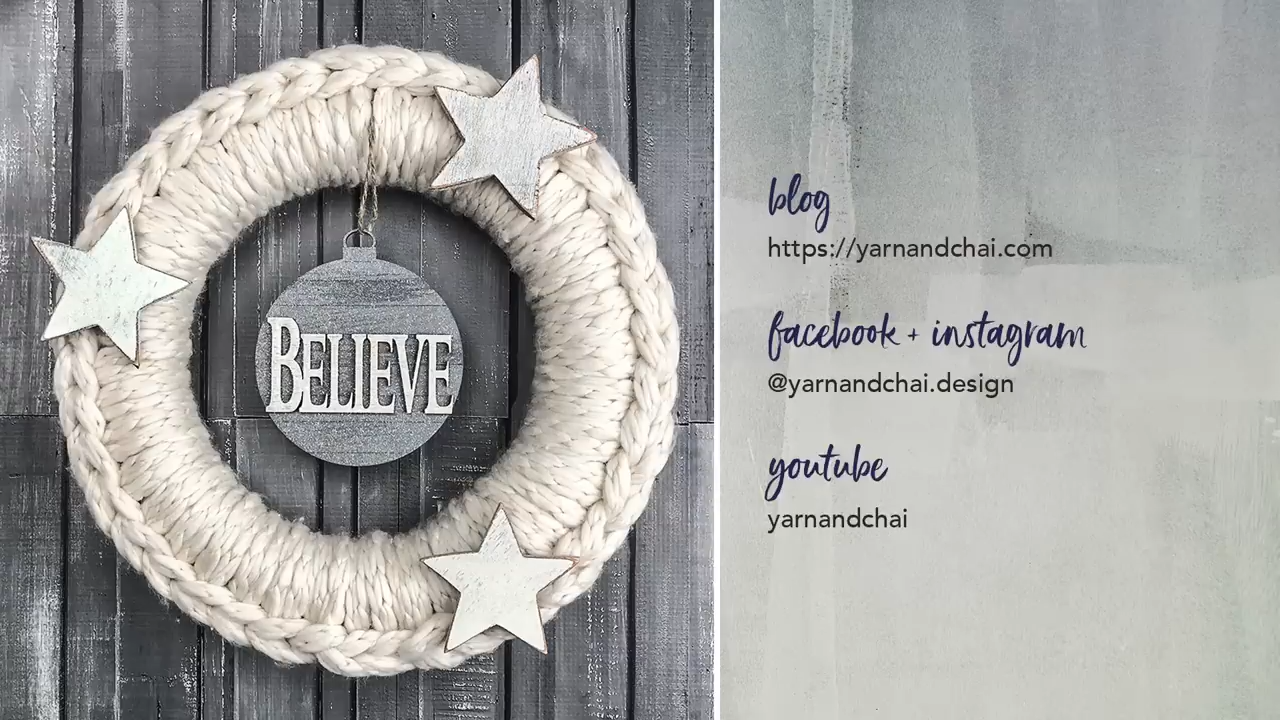 BELIEVE
blog
https://yarnandchai.com
facebook + instagram
@yarnandchai.design
youtube
yarnandchai